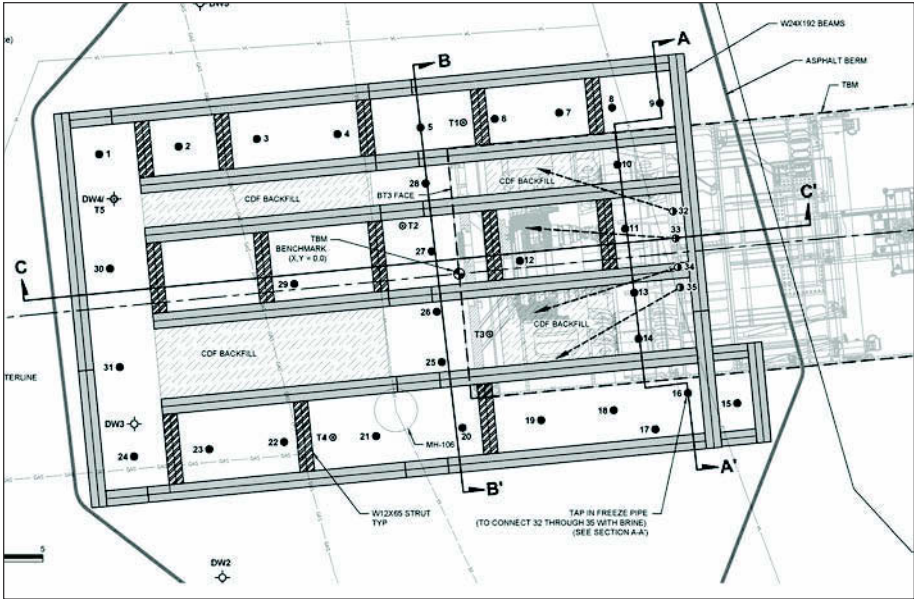 DW5
W24X192 BEAMS
ASPHALT BERM
TBM
A
B
9
8
7
6
T1
5
4
3
2
1
10
CDF BACKFILL
28
BT3 FACE
CDF BACKFILL
DW4/
T5
32
C'
T2
11
33
TBM
BENCHMARK
(X,Y = 0.0)
27
12
34
C
30
29
35
13
26
CDF BACKFILL
T3
14
CDF BACKFILL
25
31
TERLINE
16
15
DW3
18
19
17
20
21
T4
22
23
24
MH-106
GAS
GAS
GAS
A'
B'
W12X65 STRUT
TYP
TAP IN FREEZE PIPE
(TO CONNECT 32 THROUGH 35 WITH BRINE)
(SEE SECTION A-A')
5
DW2